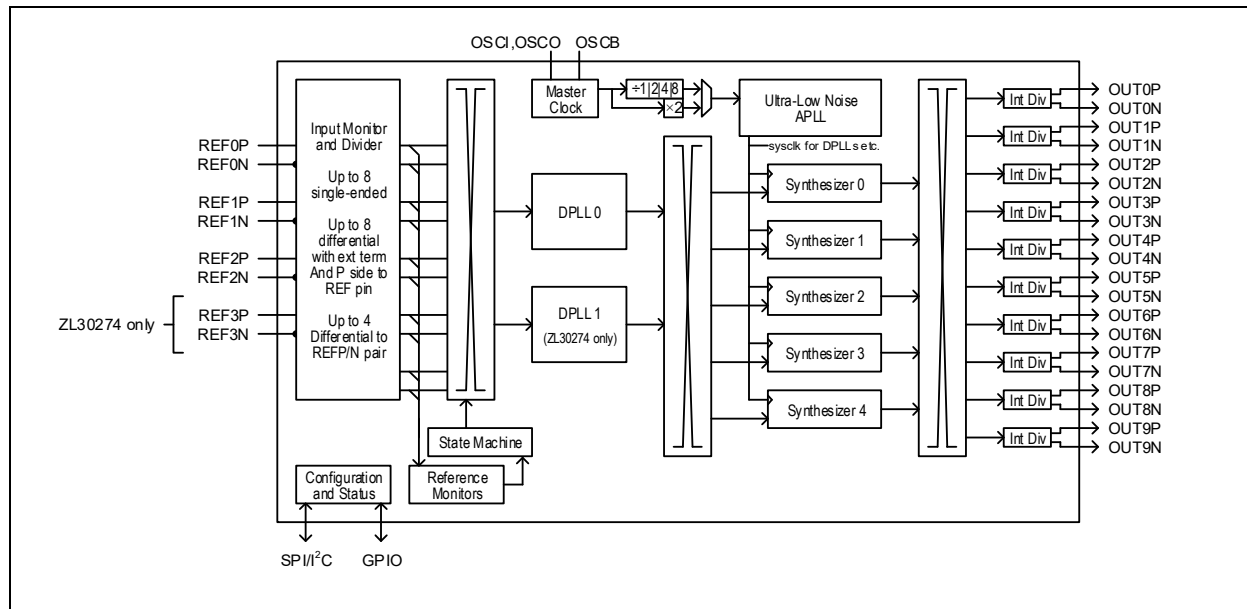 OSCI,OSCO OSCB
Master
Clock
÷1|2|4|8
×2
Ultra-Low Noise
APLL
sysclk for DPLLs etc.
Input Monitor
and Divider
Up to 8
single-ended
Up to 8
differential
with ext term
And P side to
REF pin
Up to 4
Differential to
REFP/N pair
REF0P
REF0N
REF1P
REF1N
REF2P
REF2N
REF3P
REF3N
ZL30274 only
DPLL 0
DPLL 1
(ZL30274 only)
Synthesizer 0
Synthesizer 1
Synthesizer 2
Synthesizer 3
Synthesizer 4
Int Div
Int Div
Int Div
Int Div
Int Div
Int Div
Int Div
Int Div
Int Div
Int Div
OUT0P
OUT0N
OUT1P
OUT1N
OUT2P
OUT2N
OUT3P
OUT3N
OUT4P
OUT4N
OUT5P
OUT5N
OUT6P
OUT6N
OUT7P
OUT7N
OUT8P
OUT8N
OUT9P
OUT9N
State Machine
Reference
Monitors
Configuration
and Status
SPI/I²C GPIO